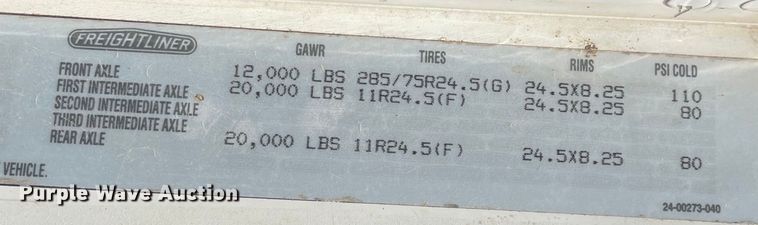 FREIGHTLINER
GAWR TIRES RIMS PSI COLD
FRONT AXLE 12,000 LBS 285/75R24.5(G) 24.5X8.25 110
FIRST INTERMEDIATE AXLE 20,000 LBS 11R24.5(F) 24.5X8.25 80
SECOND INTERMEDIATE AXLE
THIRD INTERMEDIATE AXLE
REAR AXLE 20,000 LBS 11R24.5(F) 24.5X8.25 80
VEHICLE.
Purple Wave Auction
24-00273-040